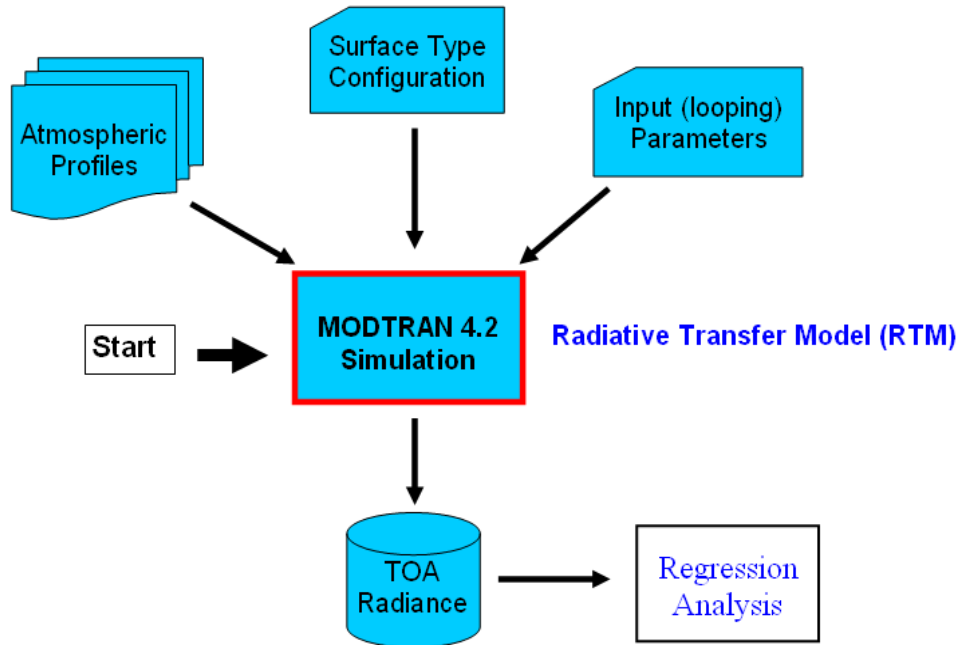 Surface Type
Configuration
Atmospheric
Profiles
Input (looping)
Parameters
Start
MODTRAN 4.2
Simulation
Radiative Transfer Model (RTM)
TOA
Radiance
Regression
Analysis